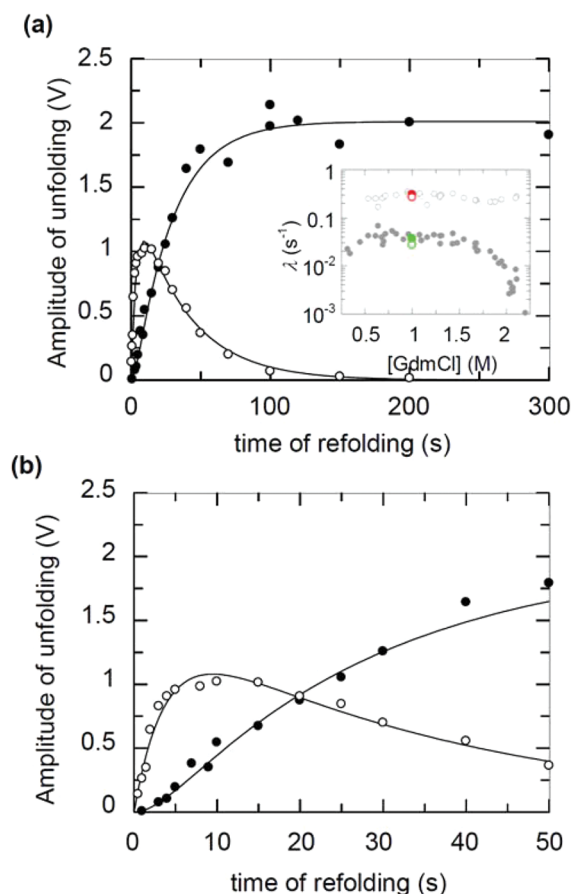 (a)
2.5
2
1.5
1
0.5
0
Amplitude of unfolding (V)
0 100 200 300
time of refolding (s)
1
0.1
10⁻²
10⁻³
λ (s⁻¹)
0.5 1 1.5 2
[GdmCl] (M)
(b)
2.5
2
1.5
1
0.5
0
Amplitude of unfolding (V)
0 10 20 30 40 50
time of refolding (s)